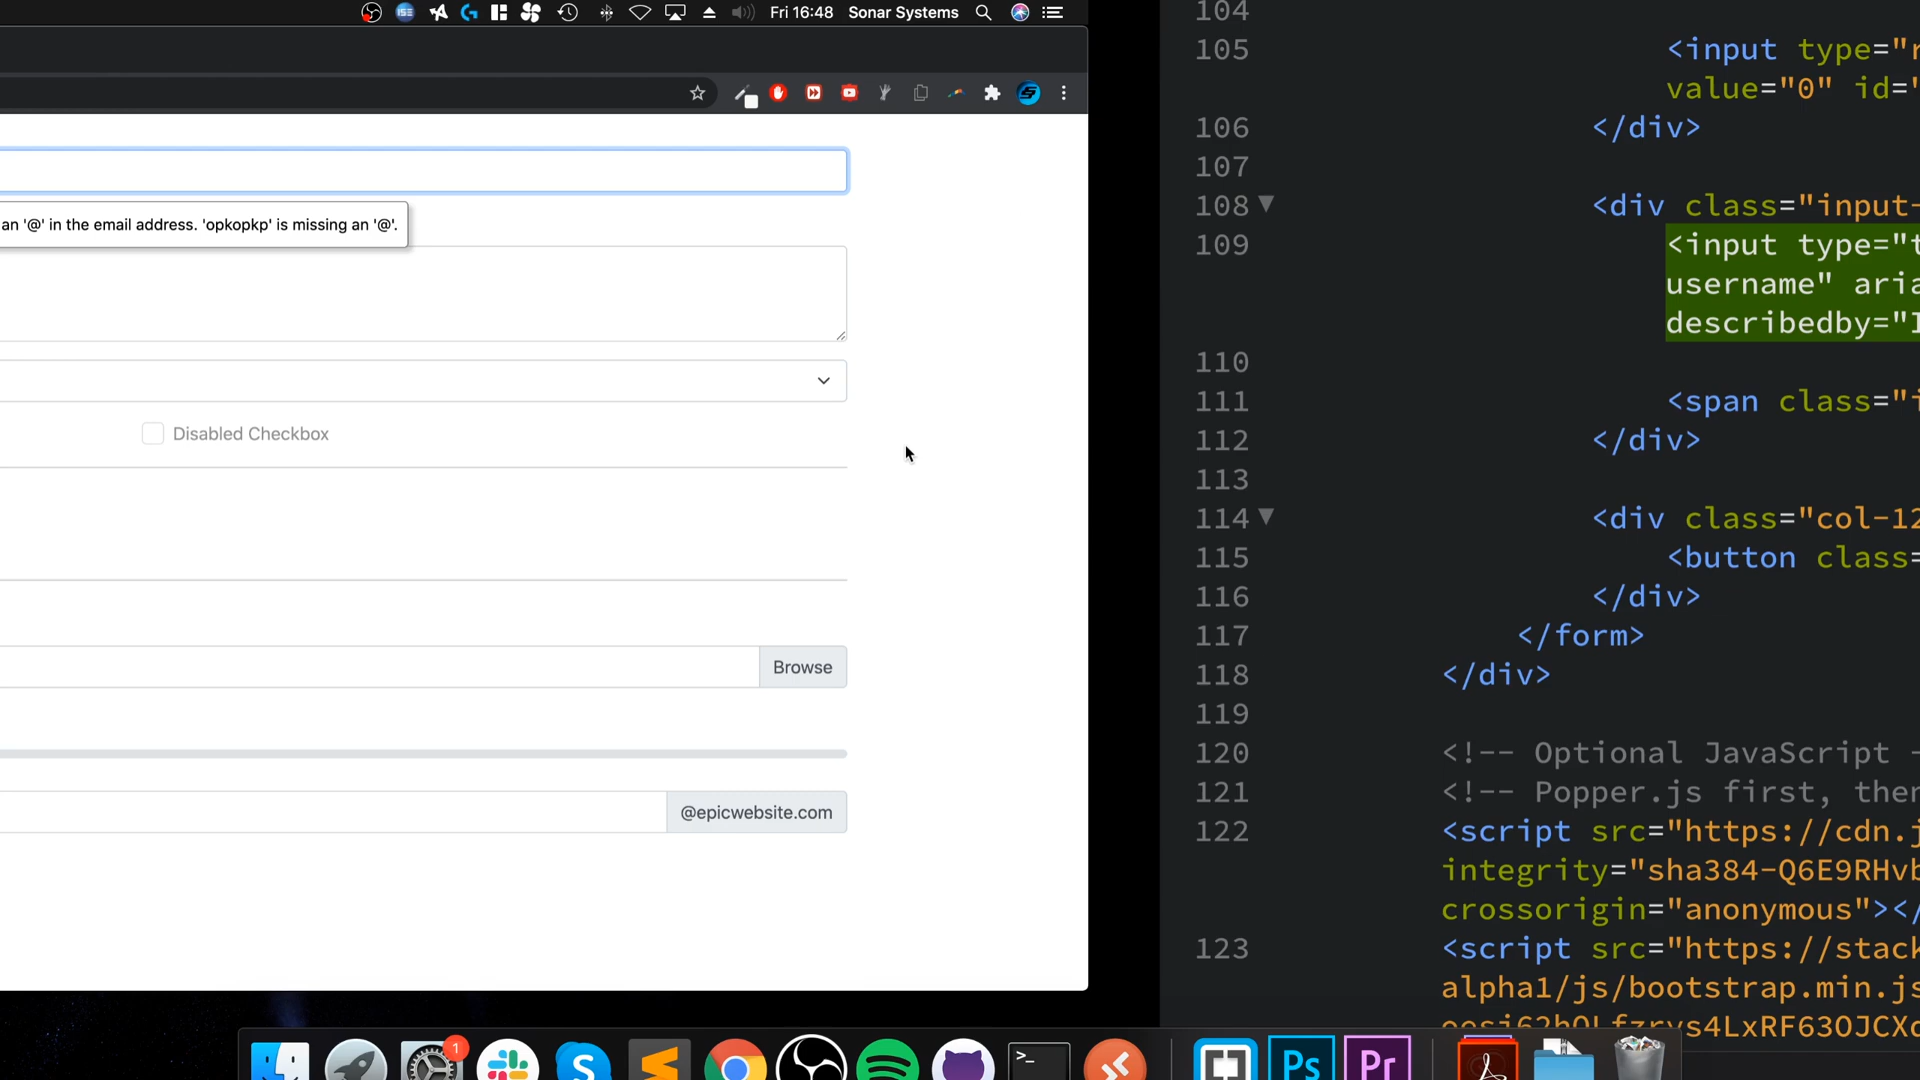 Fri 16:48 Sonar Systems
an '@' in the email address. 'opkopkp' is missing an '@'.
Disabled Checkbox
Browse
@epicwebsite.com
104
105 <input type="r
value="0" id="
106 </div>
107
108 <div class="input-
109 <input type="t
username" aria
describedby="I
110
111 <span class="i
112 </div>
113
114 <div class="col-12
115 <button class=
116 </div>
117 </form>
118 </div>
119
120 <!-- Optional JavaScript -
121 <!-- Popper.js first, then
122 <script src="https://cdn.j
integrity="sha384-Q6E9RHvb
crossorigin="anonymous"></
123 <script src="https://stack
alpha1/js/bootstrap.min.js
1
Ps
Pr